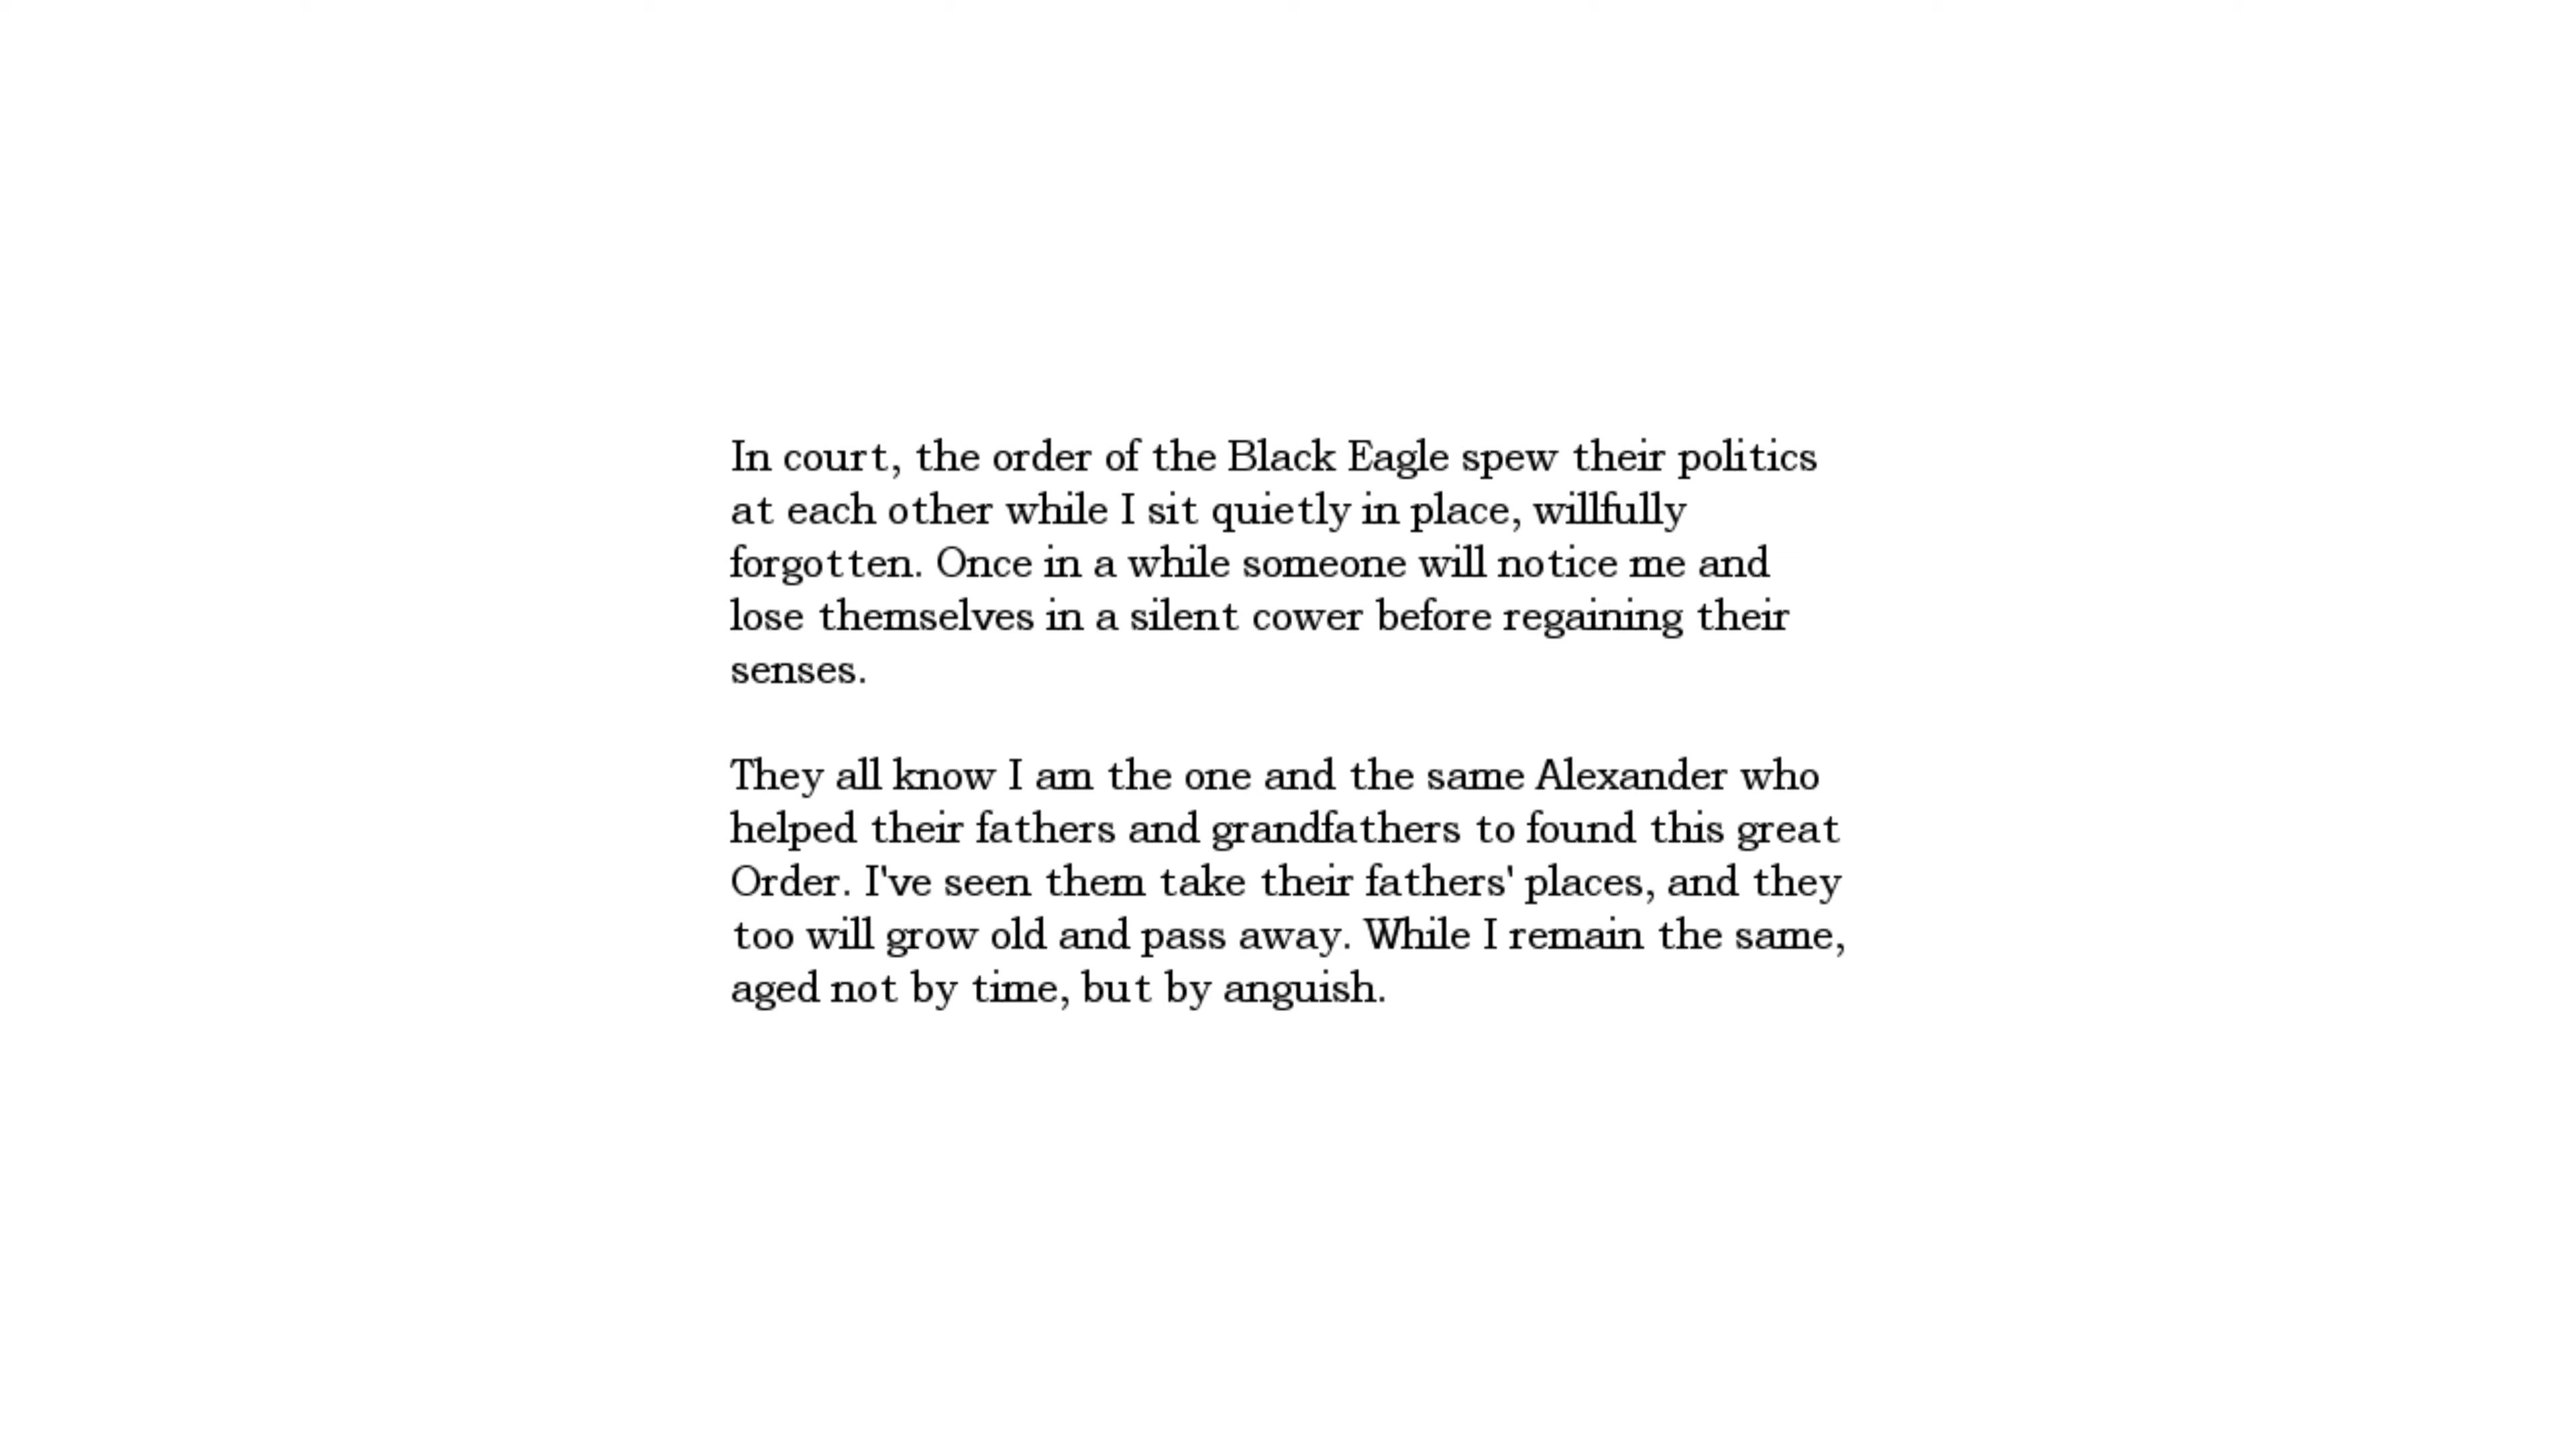 In court, the order of the Black Eagle spew their politics
at each other while I sit quietly in place, willfully
forgotten. Once in a while someone will notice me and
lose themselves in a silent cower before regaining their
senses.
They all know I am the one and the same Alexander who
helped their fathers and grandfathers to found this great
Order. I've seen them take their fathers' places, and they
too will grow old and pass away. While I remain the same,
aged not by time, but by anguish.